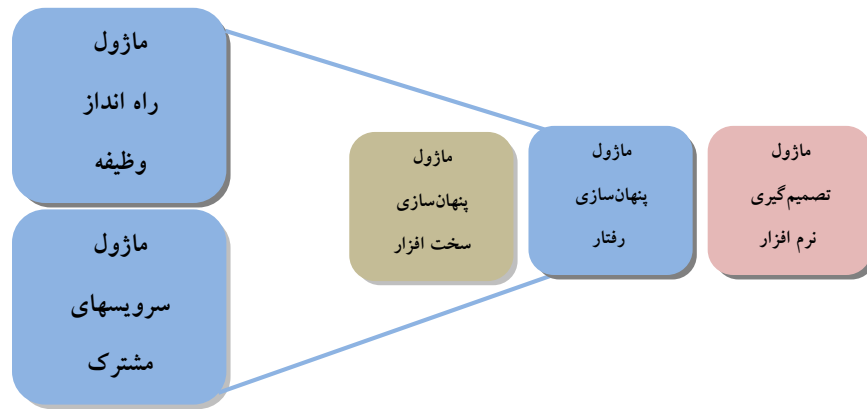 ماژول
تصمیم‌گیری
نرم افزار
ماژول
پنهان‌سازی
رفتار
ماژول
پنهان‌سازی
سخت افزار
ماژول
راه انداز
وظیفه
ماژول
سرویسهای
مشترک